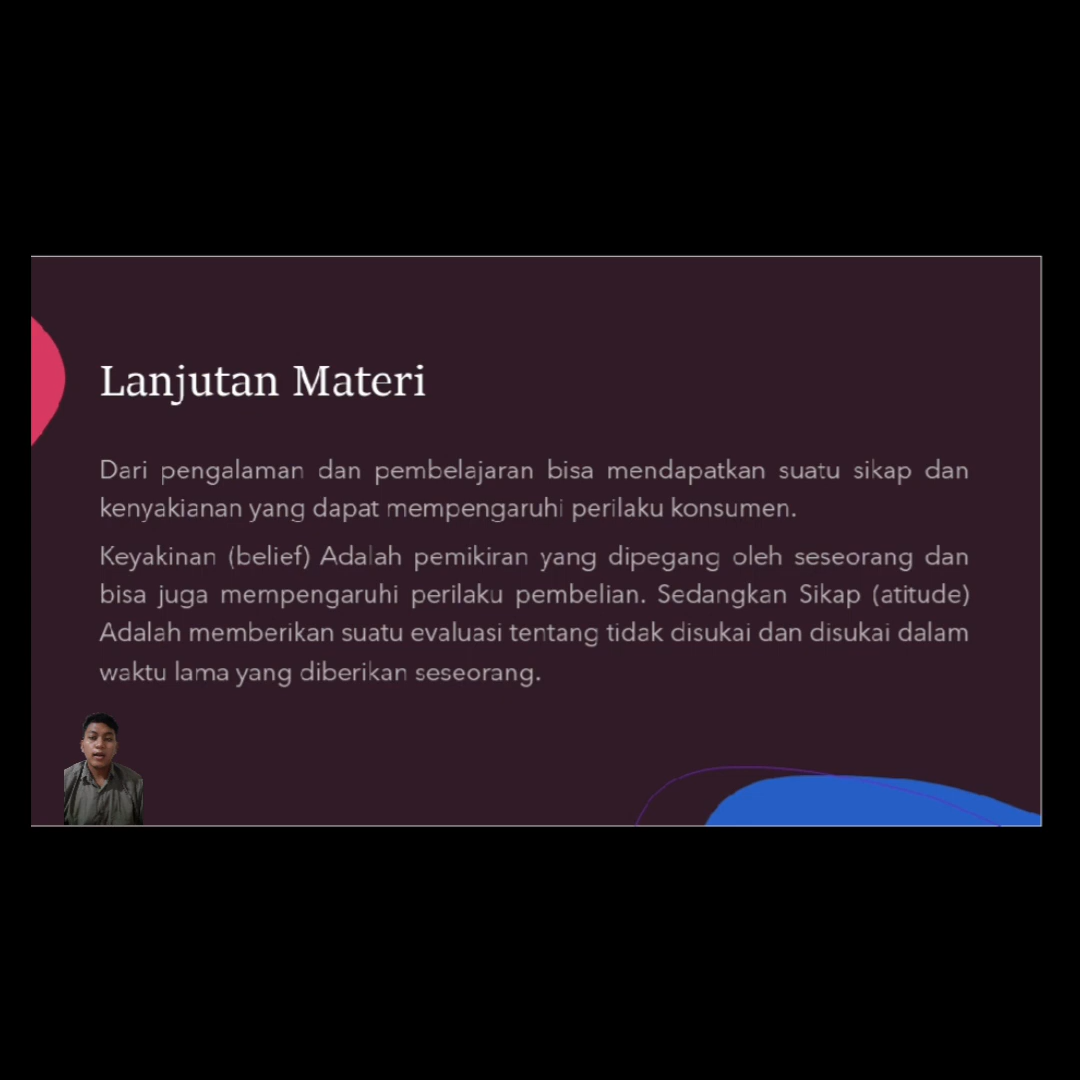 Lanjutan Materi
Dari pengalaman dan pembelajaran bisa mendapatkan suatu sikap dan
kenyakianan yang dapat mempengaruhi perilaku konsumen.
Keyakinan (belief) Adalah pemikiran yang dipegang oleh seseorang dan
bisa juga mempengaruhi perilaku pembelian. Sedangkan Sikap (atitude)
Adalah memberikan suatu evaluasi tentang tidak disukai dan disukai dalam
waktu lama yang diberikan seseorang.